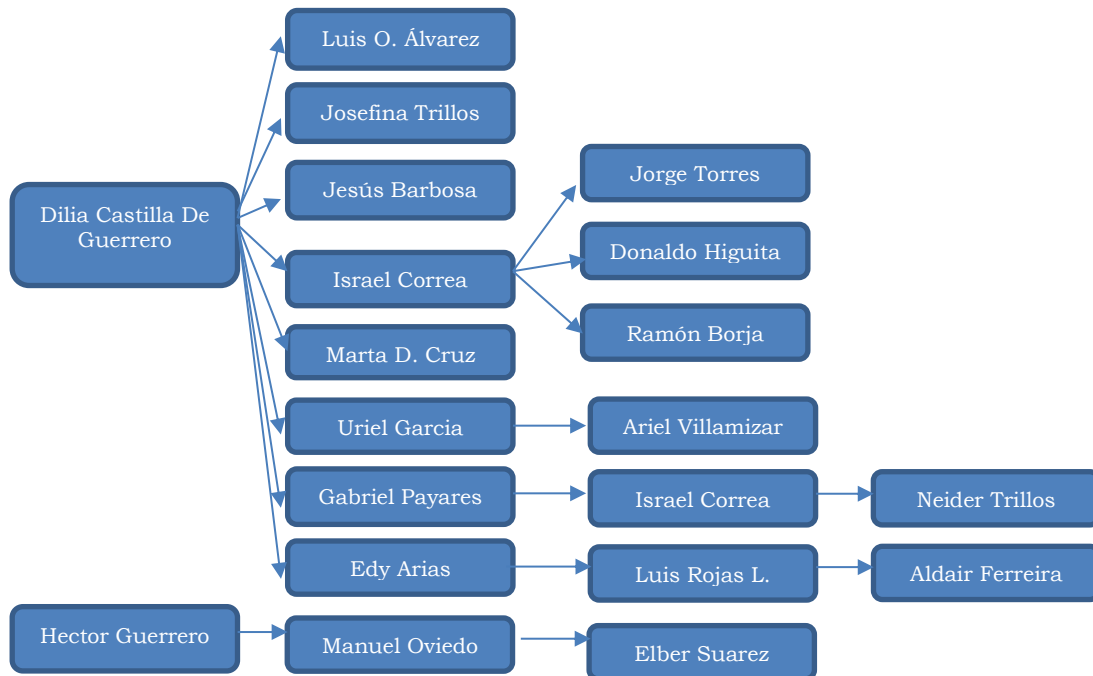 Luis O. Álvarez
Josefina Trillos
Jesús Barbosa
Jorge Torres
Dilia Castilla De
Guerrero
Donaldo Higuita
Israel Correa
Ramón Borja
Marta D. Cruz
Uriel Garcia
Ariel Villamizar
Gabriel Payares
Israel Correa
Neider Trillos
Edy Arias
Luis Rojas L.
Aldair Ferreira
Hector Guerrero
Manuel Oviedo
Elber Suarez